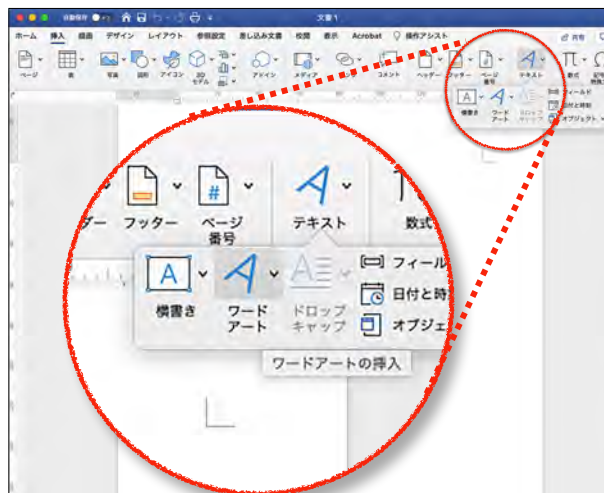 自動保存 文書1
ホーム 挿入 描画 デザイン レイアウト 参照設定 差し込み文書 校閲 表示 Acrobat 操作アシスト 共有
ページ 表 写真 図形 アイコン 3D モデル アドイン メディア コメント ヘッダー フッター ページ番号 テキスト 数式
横書き ワードアート ドロップキャップ フィールド
日付と時刻
オブジェクト
ダー フッター ページ
番号 テキスト 数式
横書き ワード
アート ドロップ
キャップ フィール
日付と時
オブジェ
ワードアートの挿入